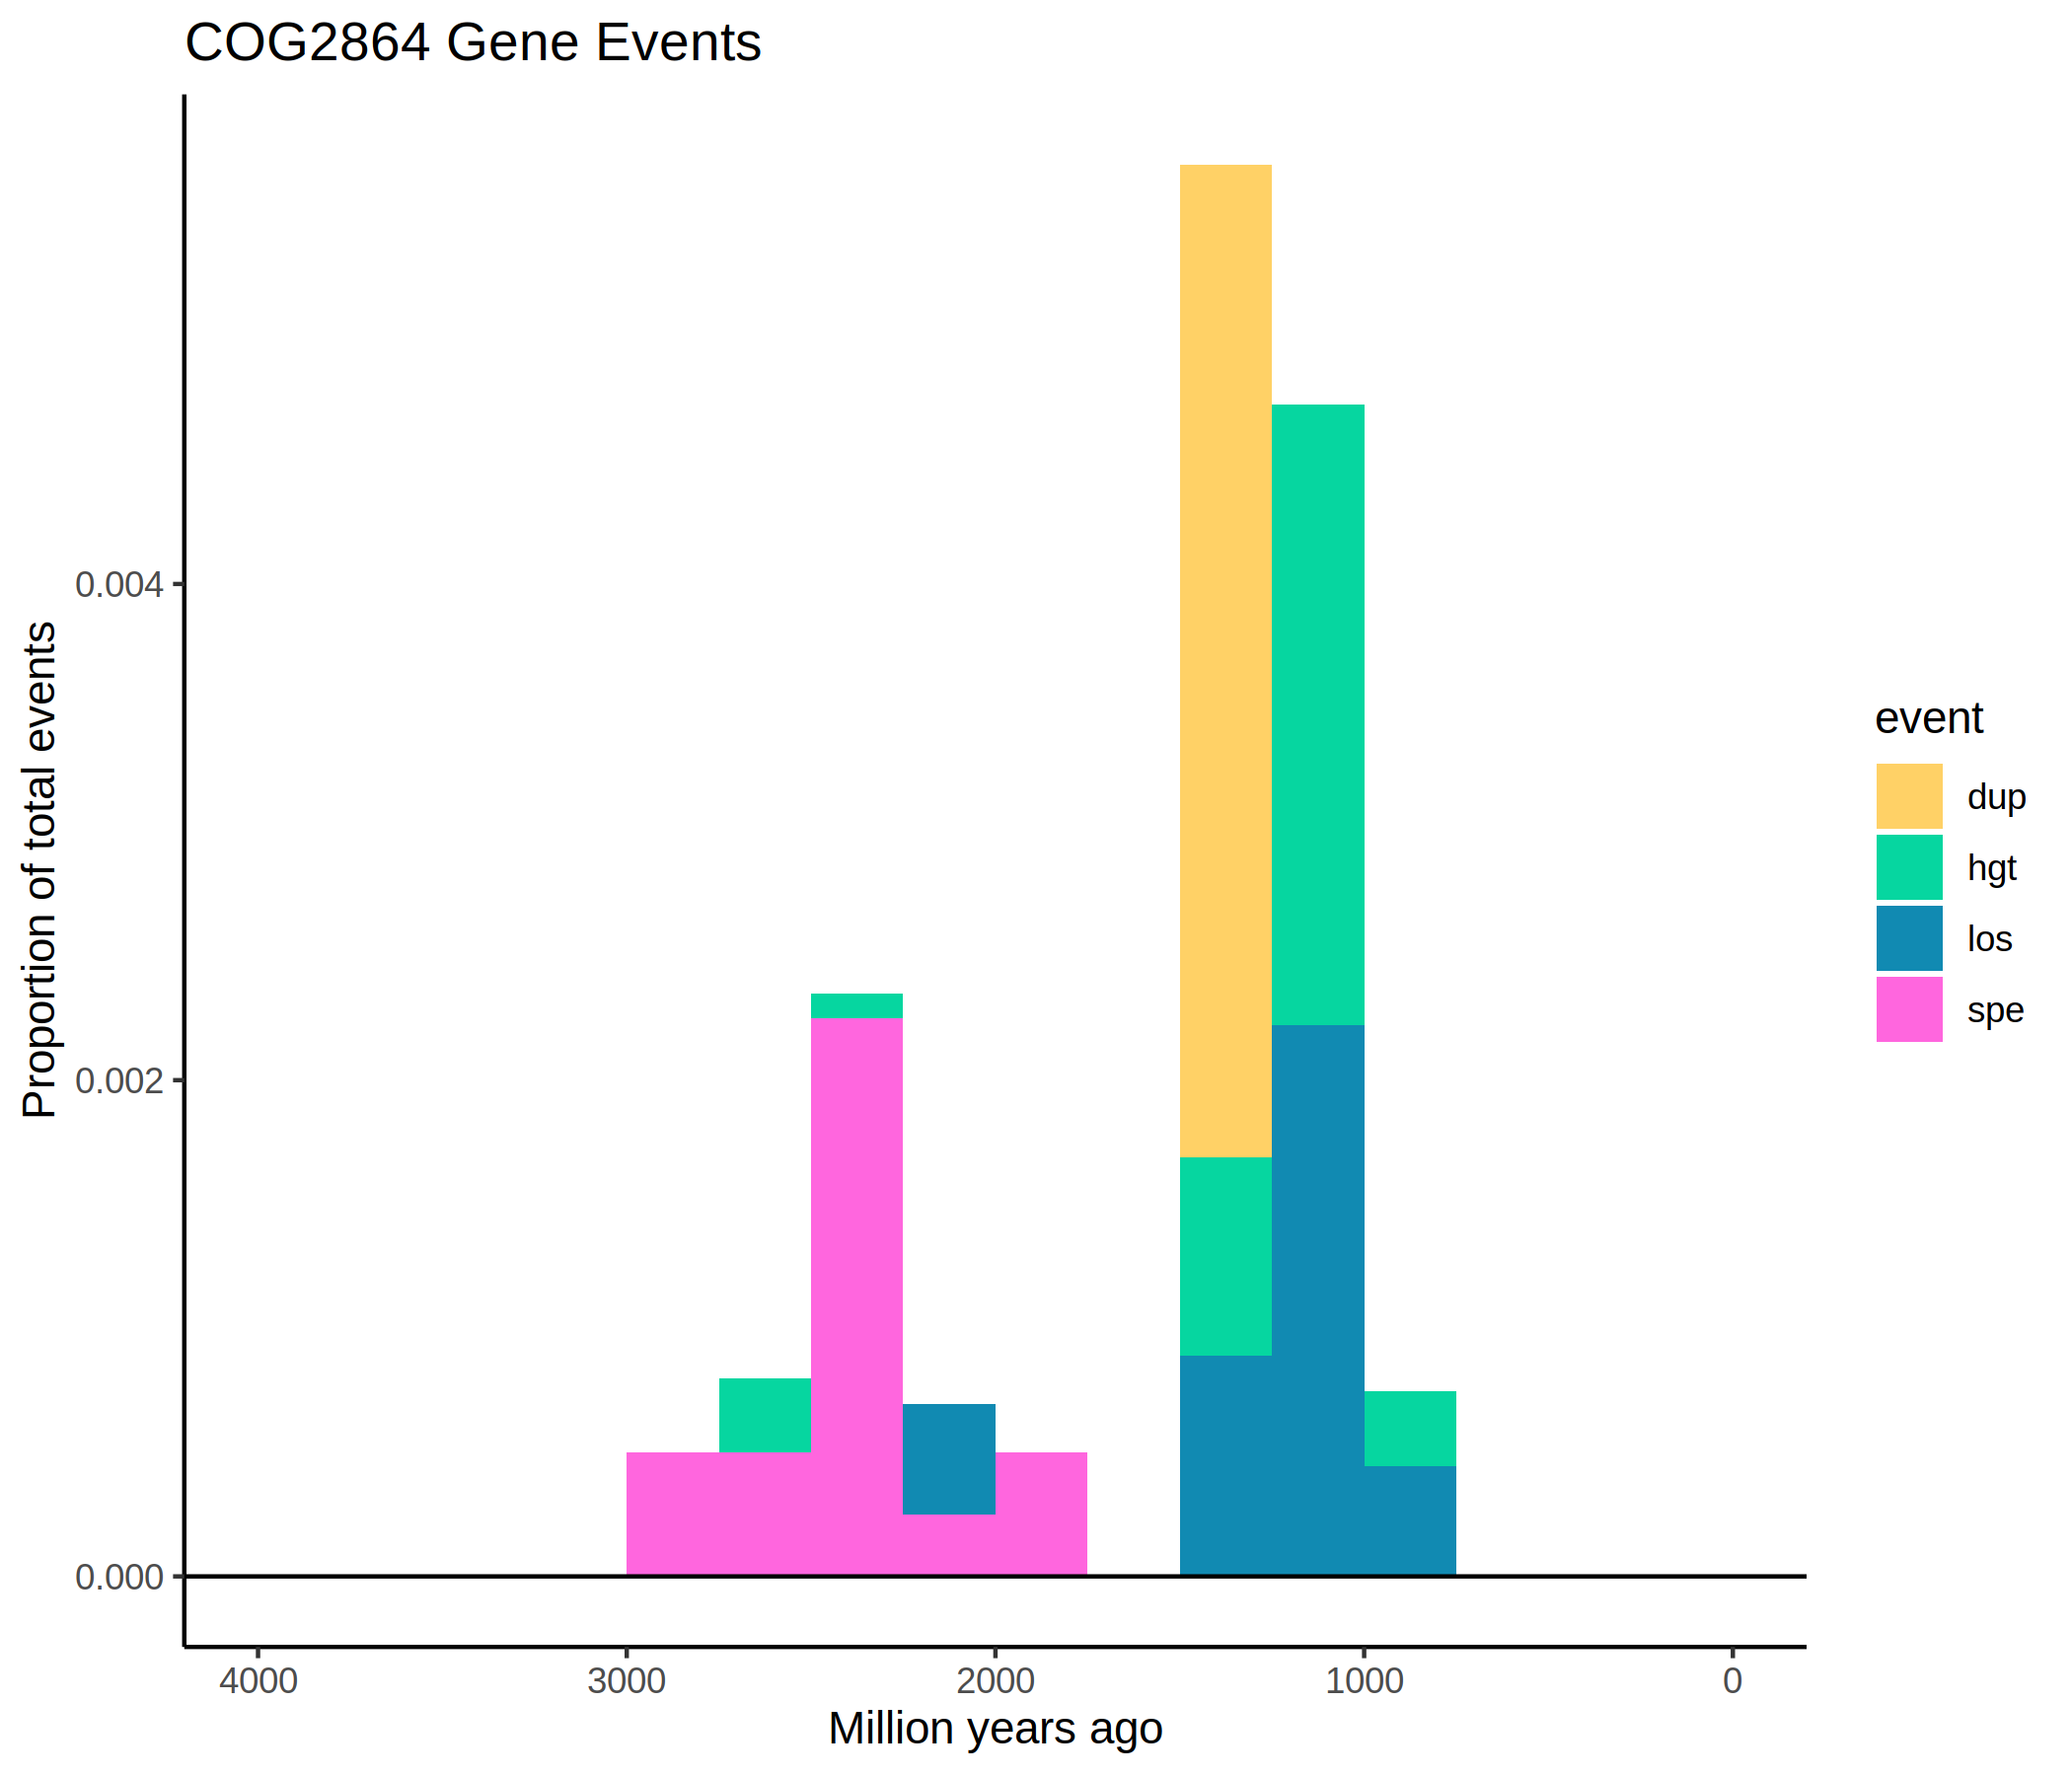 COG2864 Gene Events
Proportion of total events
0.004
0.002
0.000
4000 3000 2000 1000 0
Million years ago
event
dup
hgt
los
spe